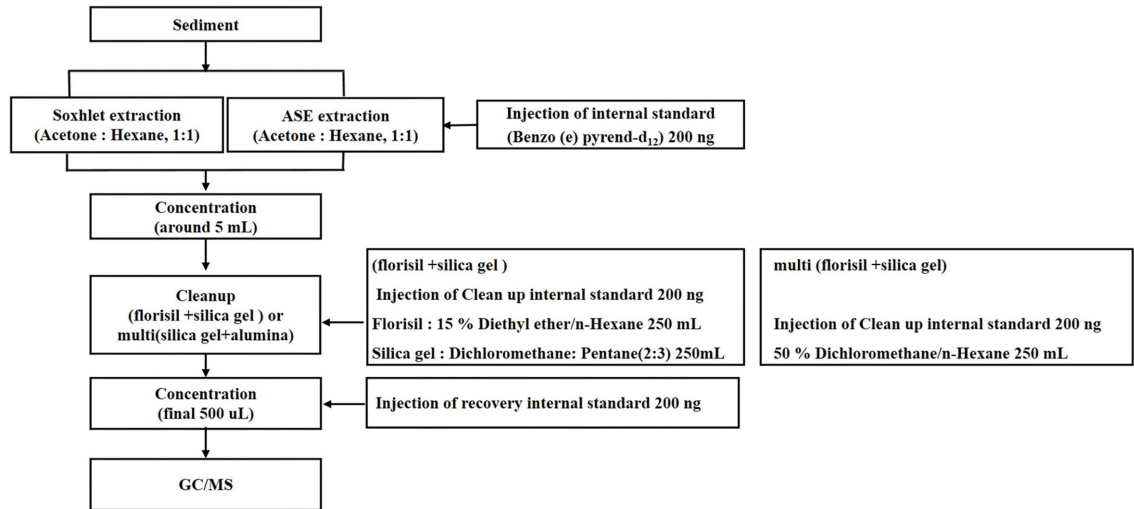 Sediment
Soxhlet extraction
(Acetone : Hexane, 1:1)
ASE extraction
(Acetone : Hexane, 1:1)
Injection of internal standard
(Benzo (e) pyrend-d12) 200 ng
Concentration
(around 5 mL)
Cleanup
(florisil +silica gel ) or
multi(silica gel+alumina)
(florisil +silica gel )
Injection of Clean up internal standard 200 ng
Florisil : 15 % Diethyl ether/n-Hexane 250 mL
Silica gel : Dichloromethane: Pentane(2:3) 250mL
multi (florisil +silica gel)
Injection of Clean up internal standard 200 ng
50 % Dichloromethane/n-Hexane 250 mL
Concentration
(final 500 uL)
Injection of recovery internal standard 200 ng
GC/MS